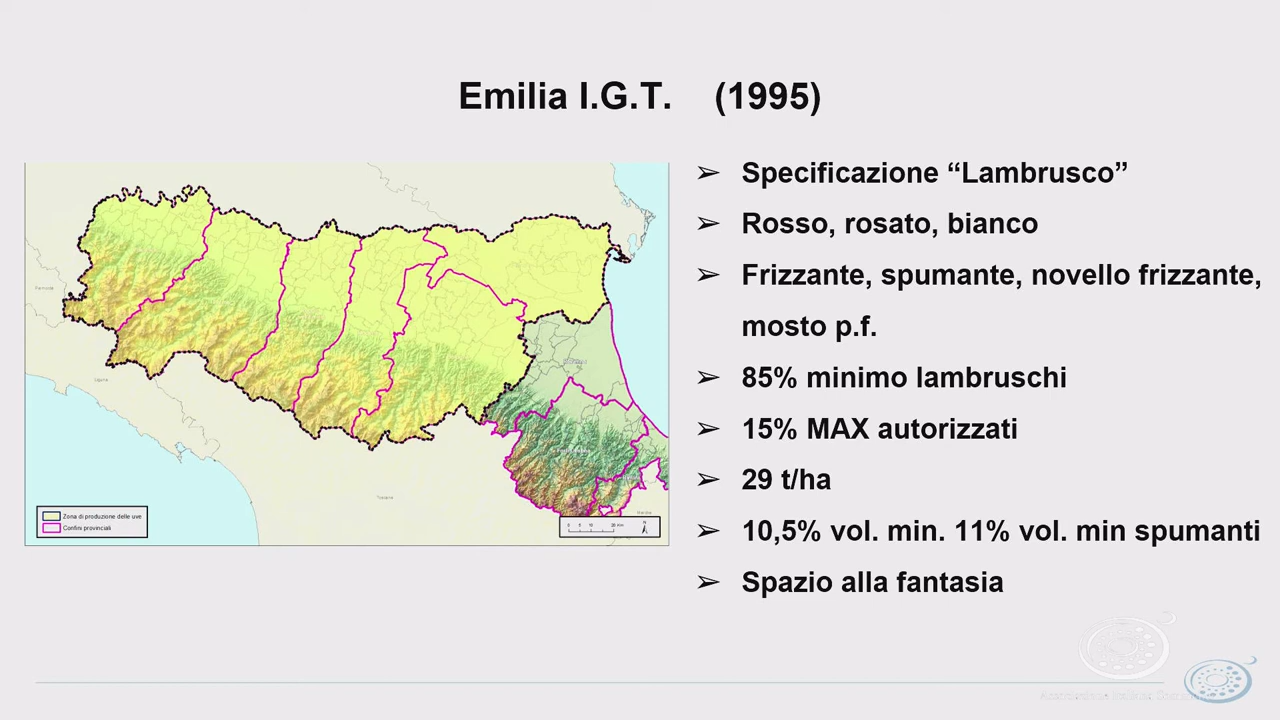 Emilia I.G.T. (1995)
➢ Specificazione “Lambrusco”
➢ Rosso, rosato, bianco
➢ Frizzante, spumante, novello frizzante,
mosto p.f.
➢ 85% minimo lambruschi
➢ 15% MAX autorizzati
➢ 29 t/ha
➢ 10,5% vol. min. 11% vol. min spumanti
➢ Spazio alla fantasia
Toscana
Zona di produzione delle uve
Confini provinciali